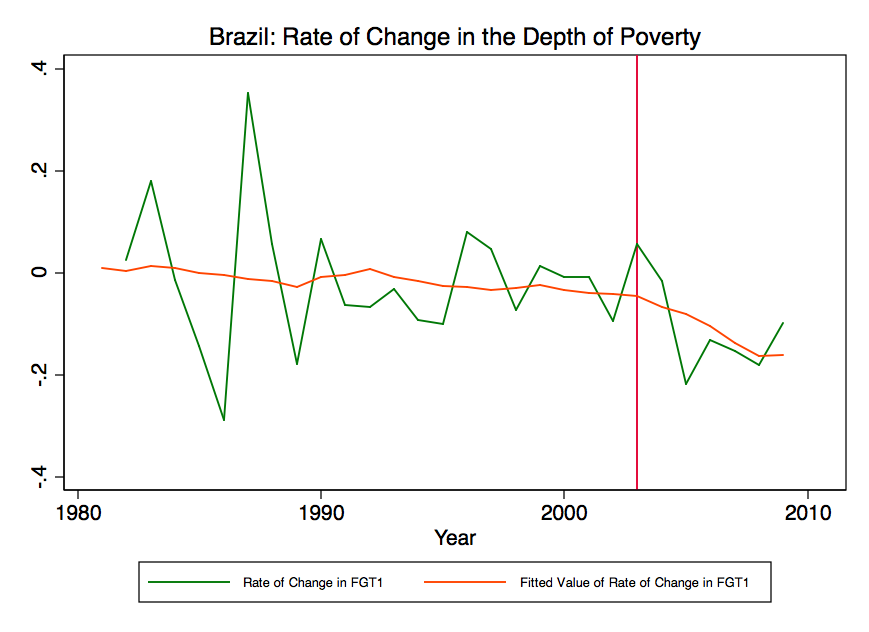 Brazil: Rate of Change in the Depth of Poverty
.4
.2
0
-.2
-.4
1980 1990 2000 2010
Year
Rate of Change in FGT1 Fitted Value of Rate of Change in FGT1